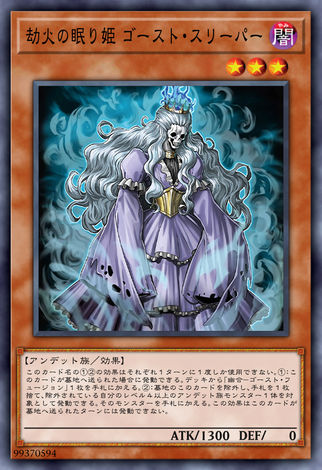 劫火の眠り姫 ゴースト・スリーパー
闇
やみ
【アンデット族／効果】
このカード名の①②の効果はそれぞれ１ターンに１度しか使用できない。①：こ
のカードが墓地へ送られた場合に発動できる。デッキから「幽合－ゴースト・フ
ュージョン」１枚を手札に加える。②：墓地のこのカードを除外し、手札を１枚
捨て、除外されている自分のレベル４以上のアンデット族モンスター１体を対
象として発動できる。そのモンスターを手札に加える。この効果はこのカードが
墓地へ送られたターンには発動できない。
ATK/1300 DEF/ 0
99370594